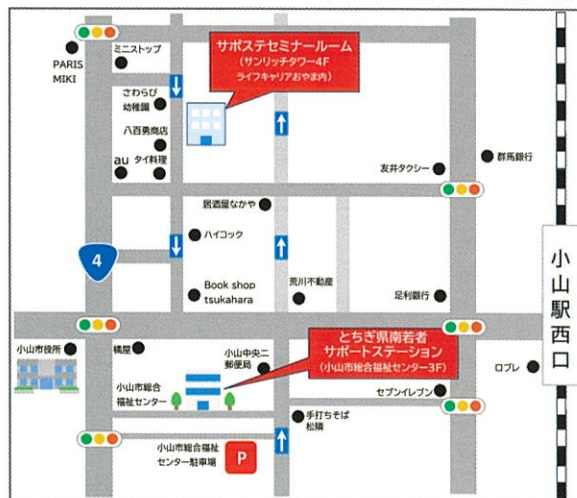 サポステセミナールーム
(サンリッチタワー4F
ライフキャリアおやま内)
ミニストップ
PARIS
MIKI
さわらび
幼稚園
八百勇商店
au
タイ料理
友井タクシー
群馬銀行
居酒屋なかや
ハイコック
4
Book shop
tsukahara
荒川不動産
足利銀行
小山駅西口
とちぎ県南若者
サポートステーション
(小山市総合福祉センター3F)
小山市役所
橘屋
小山中央二
郵便局
ロブレ
小山市総合
福祉センター
セブンイレブン
手打ちそば
松隣
小山市総合福祉
センター駐車場
P